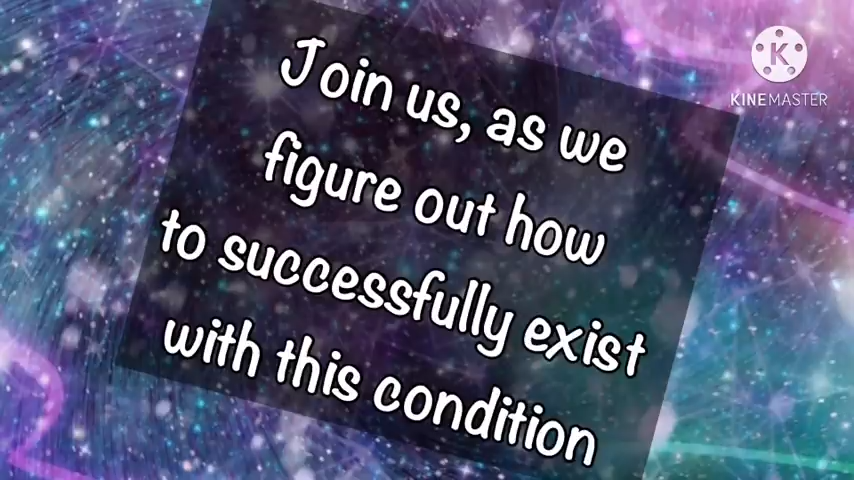 Join us, as we
figure out how
to successfully exist
with this condition
K
KINEMASTER